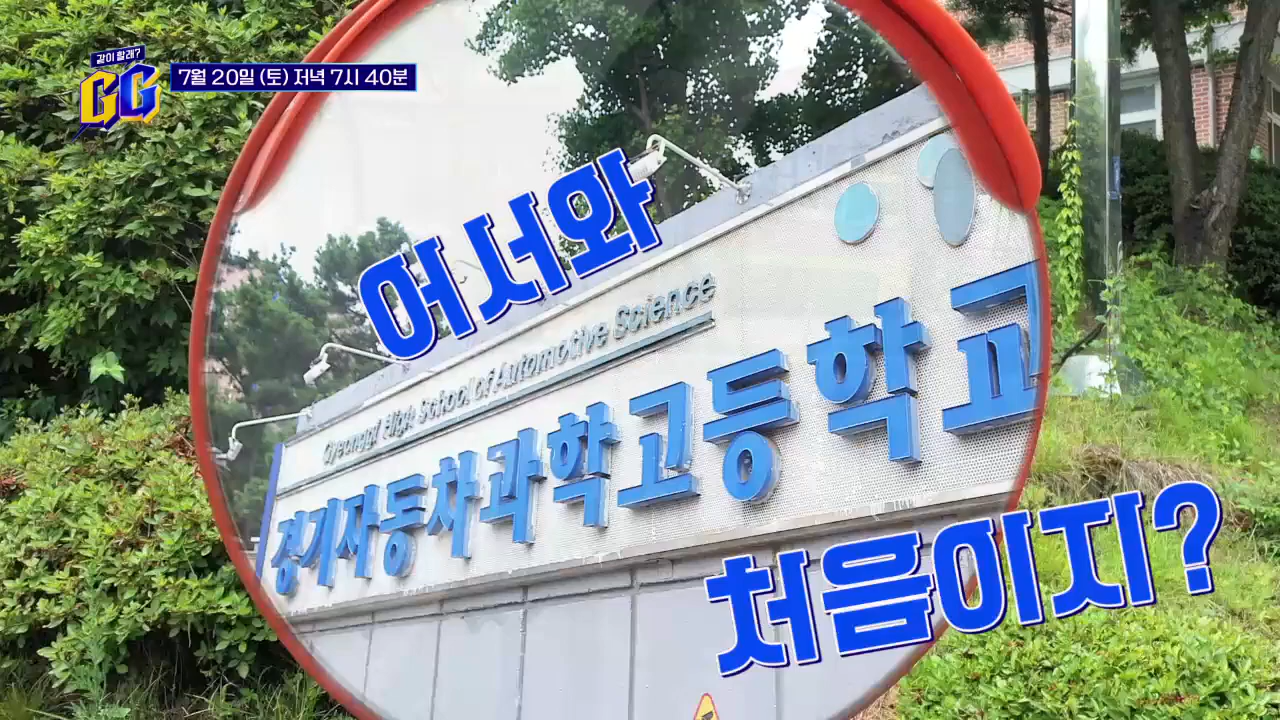 같이 할래?
GG
7월 20일 (토) 저녁 7시 40분
어서와
Gyeonggi High School of Automotive Science
경기자동차과학고등학교
처음이지?